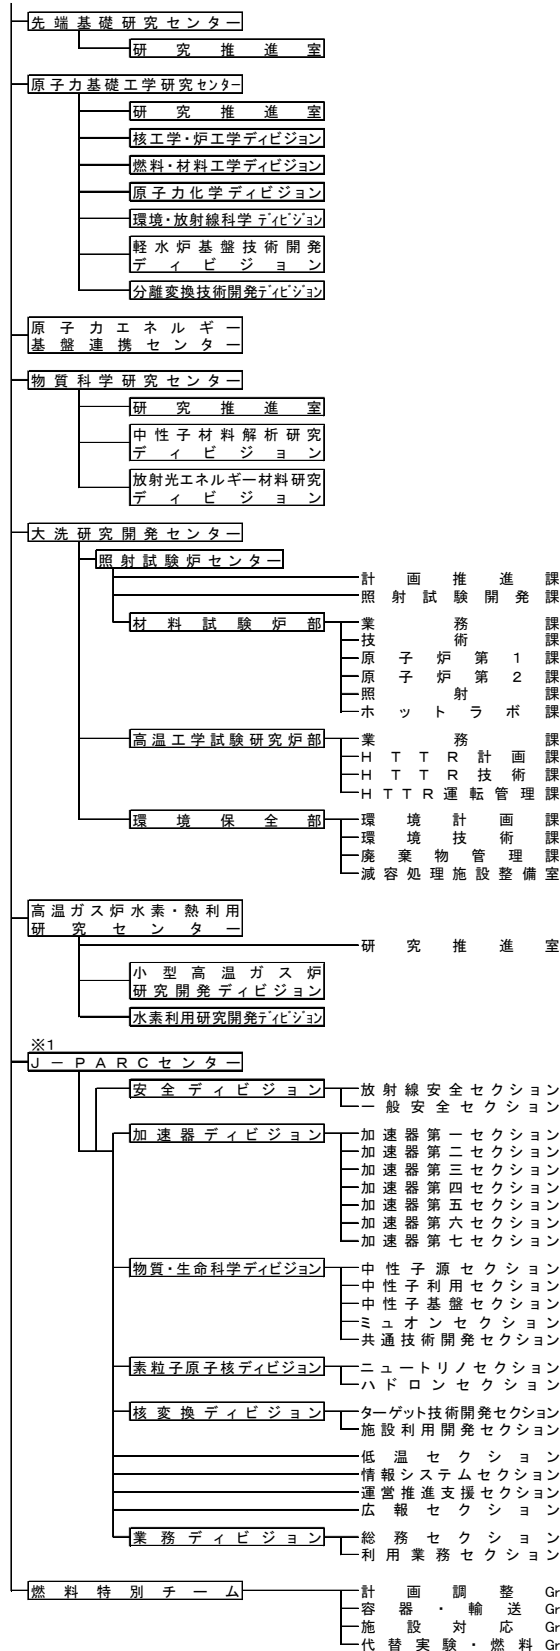 先端基礎研究センター
研究推進室
原子力基礎工学研究センター
研究推進室
核工学・炉工学ディビジョン
燃料・材料工学ディビジョン
原子力化学ディビジョン
環境・放射線科学ディビジョン
軽水炉基盤技術開発
ディビジョン
分離変換技術開発ディビジョン
原子力エネルギー
基盤連携センター
物質科学研究センター
研究推進室
中性子材料解析研究
ディビジョン
放射光エネルギー材料研究
ディビジョン
大洗研究開発センター
照射試験炉センター
計画推進課
照射試験開発課
材料試験炉部
業務課
技術課
原子炉第1課
原子炉第2課
照射課
ホットラボ課
高温工学試験研究炉部
業務課
HTTR計画課
HTTR技術課
HTTR運転管理課
環境保全部
環境計画課
環境技術課
廃棄物管理課
減容処理施設整備室
高温ガス炉水素・熱利用
研究センター
研究推進室
小型高温ガス炉
研究開発ディビジョン
水素利用研究開発ディビジョン
※1
J－PARCセンター
安全ディビジョン
放射線安全セクション
一般安全セクション
加速器ディビジョン
加速器第一セクション
加速器第二セクション
加速器第三セクション
加速器第四セクション
加速器第五セクション
加速器第六セクション
加速器第七セクション
物質・生命科学ディビジョン
中性子源セクション
中性子利用セクション
中性子基盤セクション
ミュオンセクション
共通技術開発セクション
素粒子原子核ディビジョン
ニュートリノセクション
ハドロンセクション
核変換ディビジョン
ターゲット技術開発セクション
施設利用開発セクション
低温セクション
情報システムセクション
運営推進支援セクション
広報セクション
業務ディビジョン
総務セクション
利用業務セクション
燃料特別チーム
計画調整Gr
容器・輸送Gr
施設対応Gr
代替実験・燃料Gr